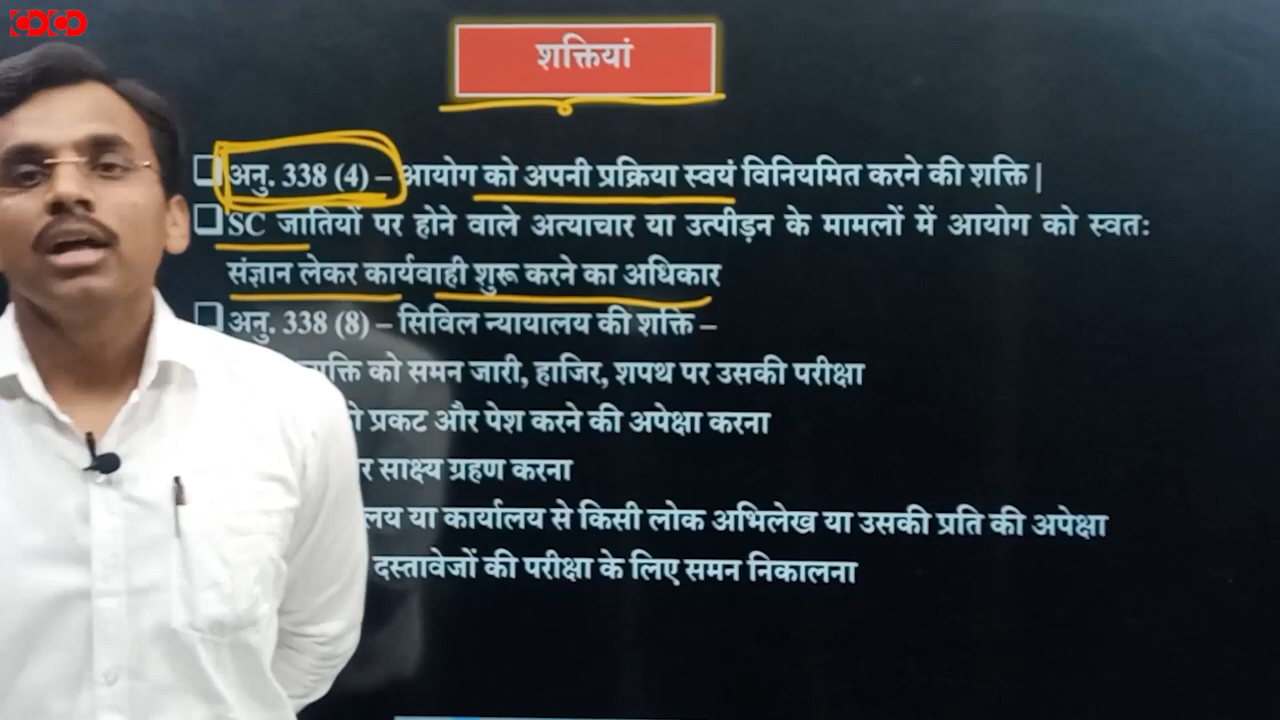 COCO
शक्तियां
अनु. 338 (4) – आयोग को अपनी प्रक्रिया स्वयं विनियमित करने की शक्ति |
SC जातियों पर होने वाले अत्याचार या उत्पीड़न के मामलों में आयोग को स्वतः
संज्ञान लेकर कार्यवाही शुरू करने का अधिकार
अनु. 338 (8) – सिविल न्यायालय की शक्ति –
को समन जारी, हाजिर, शपथ पर उसकी परीक्षा
प्रकट और पेश करने की अपेक्षा करना
साक्ष्य ग्रहण करना
या कार्यालय से किसी लोक अभिलेख या उसकी प्रति की अपेक्षा
दस्तावेजों की परीक्षा के लिए समन निकालना